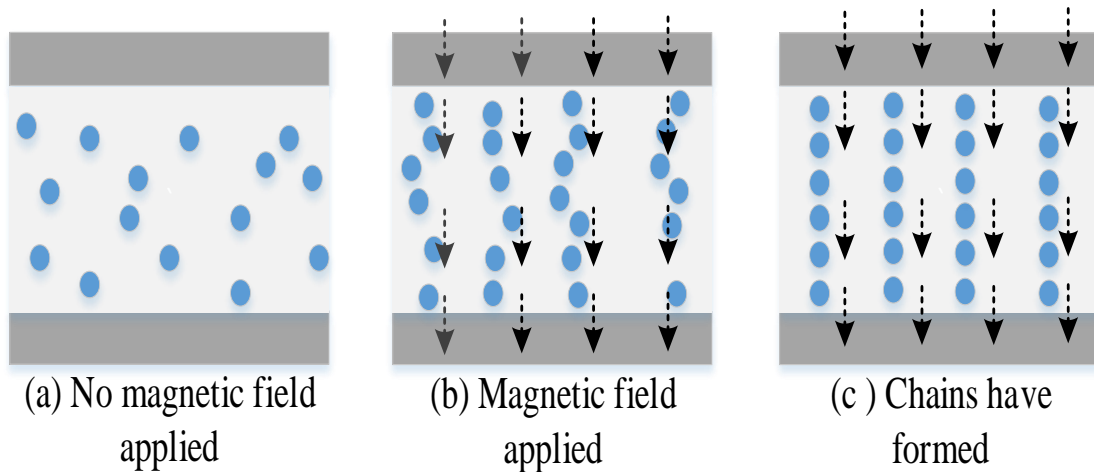 (a) No magnetic field
applied
(b) Magnetic field
applied
(c ) Chains have
formed